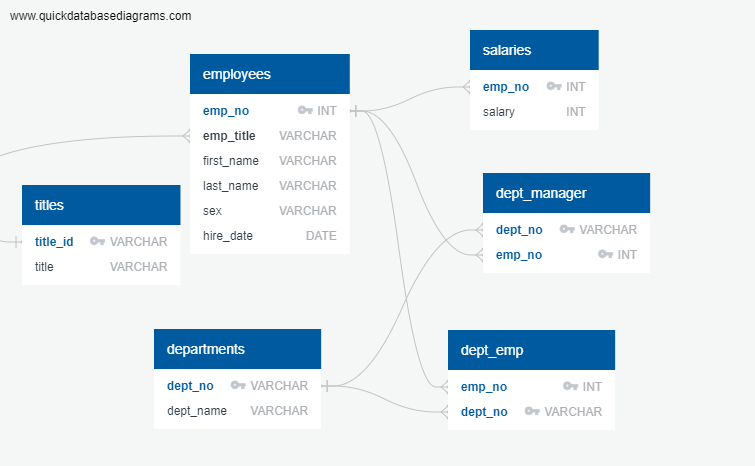 www.quickdatabasediagrams.com
employees
emp_no INT
emp_title VARCHAR
first_name VARCHAR
last_name VARCHAR
sex VARCHAR
hire_date DATE
salaries
emp_no INT
salary INT
titles
title_id VARCHAR
title VARCHAR
dept_manager
dept_no VARCHAR
emp_no INT
departments
dept_no VARCHAR
dept_name VARCHAR
dept_emp
emp_no INT
dept_no VARCHAR